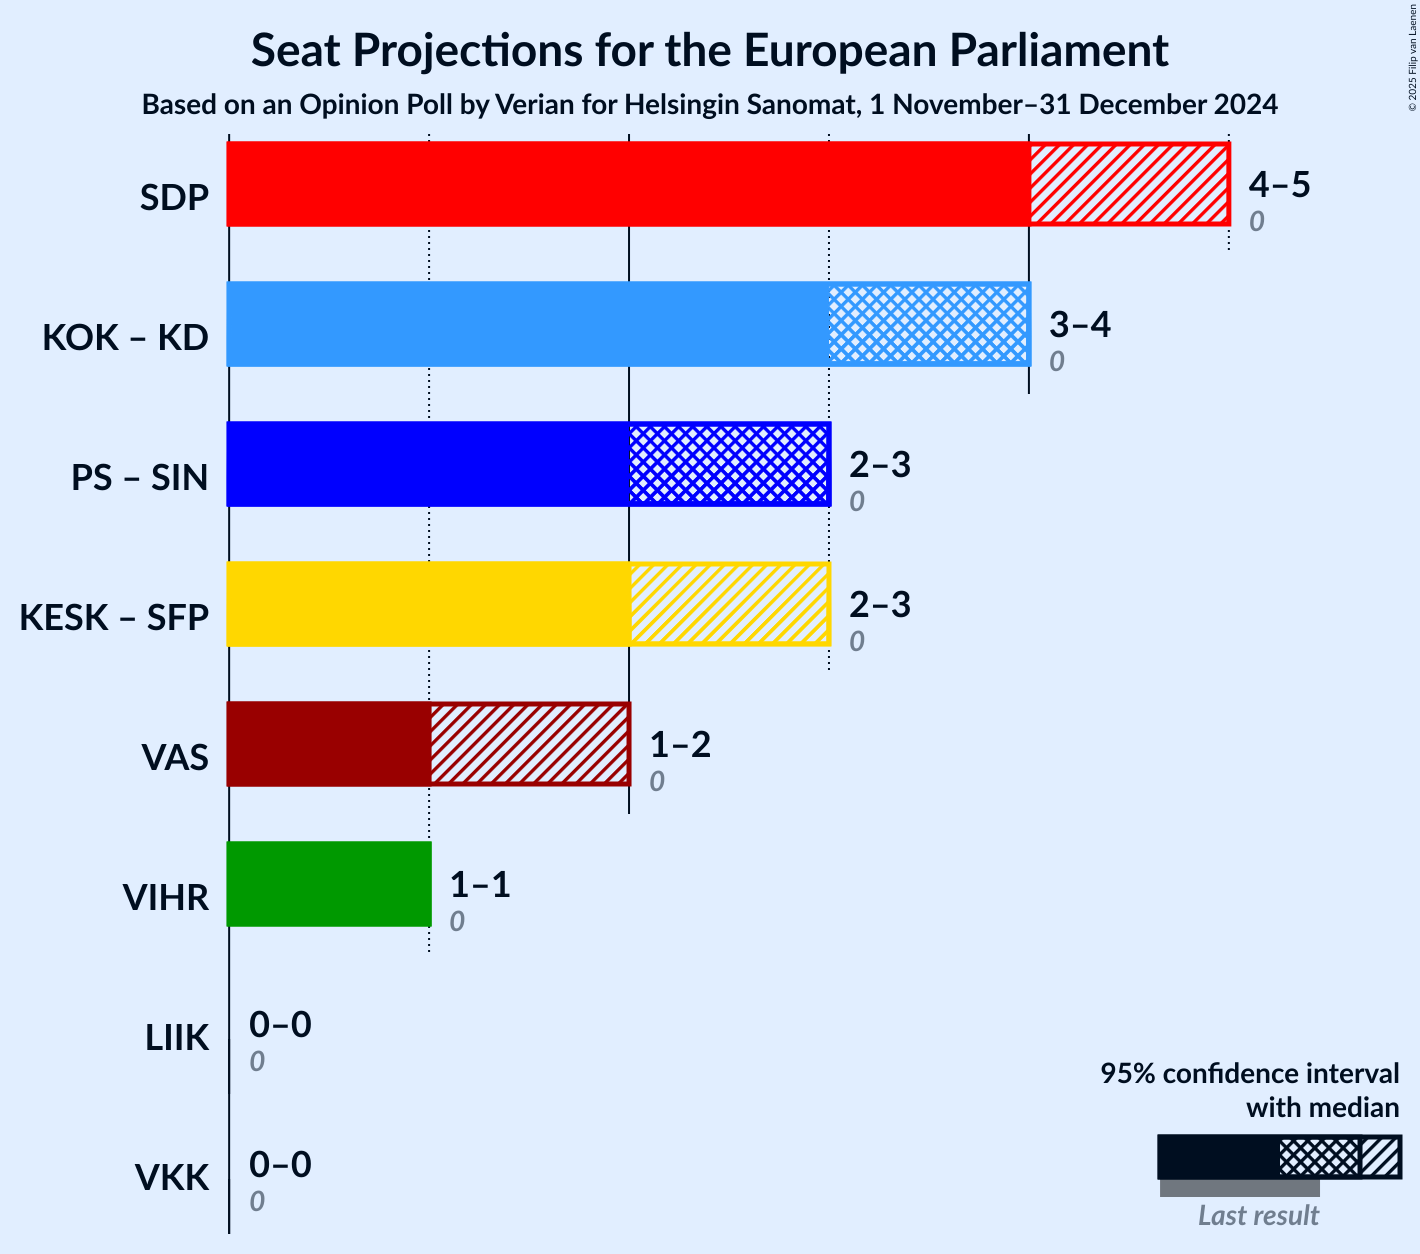 Seat Projections for the European Parliament
Based on an Opinion Poll by Verian for Helsingin Sanomat, 1 November–31 December 2024
© 2025 Filip van Laenen
SDP
4–5
0
KOK – KD
3–4
0
PS – SIN
2–3
0
KESK – SFP
2–3
0
VAS
1–2
0
VIHR
1–1
0
LIIK
0–0
0
VKK
0–0
0
95% confidence interval
with median
Last result